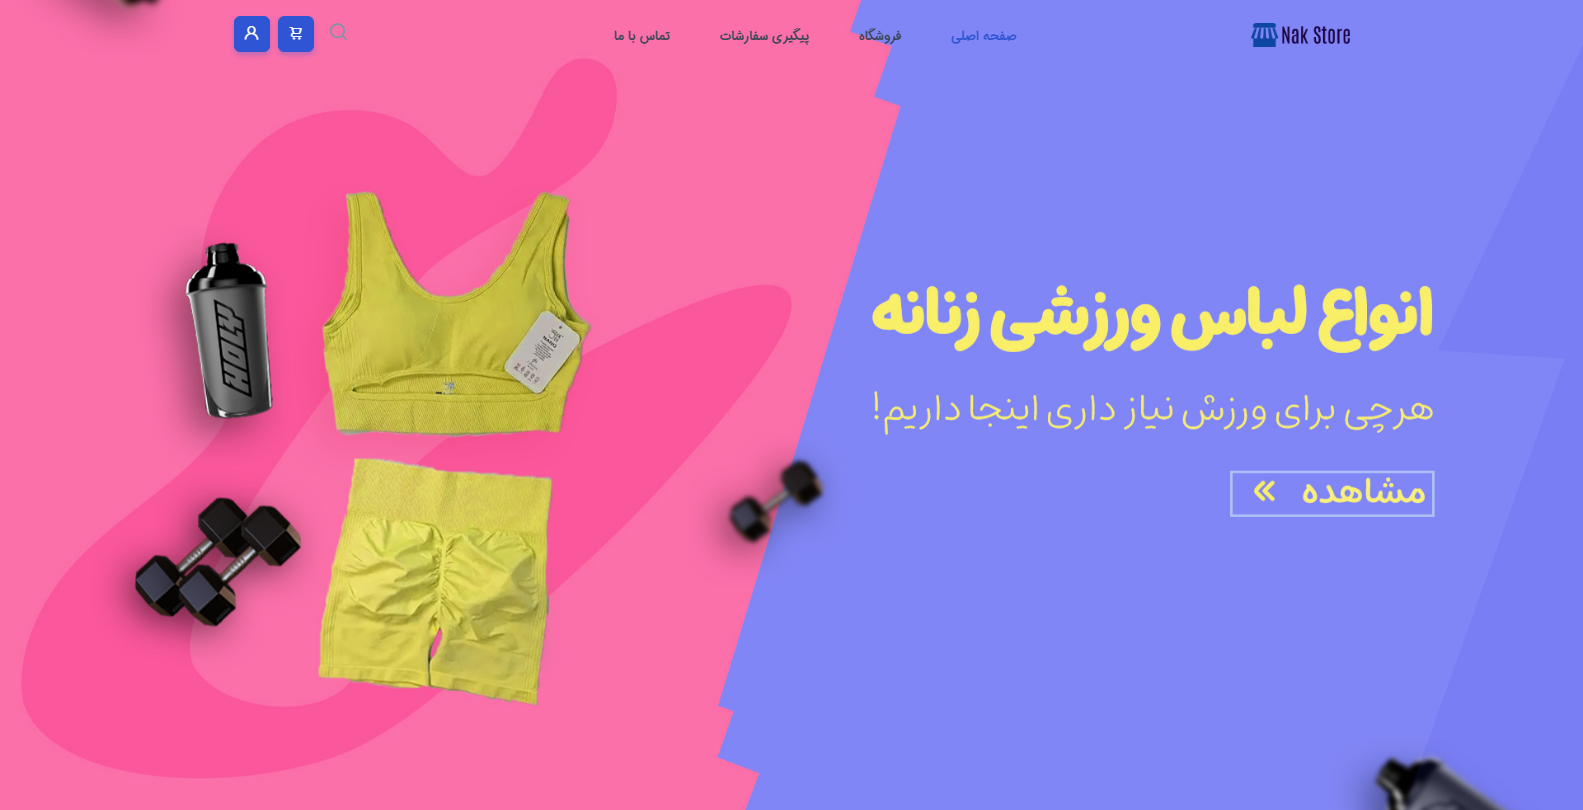 Nak Store
صفحه اصلی
فروشگاه
پیگیری سفارشات
تماس با ما
انواع لباس ورزشی زنانه
هرچی برای ورزش نیاز داری اینجا داریم!
مشاهده »
HOLY